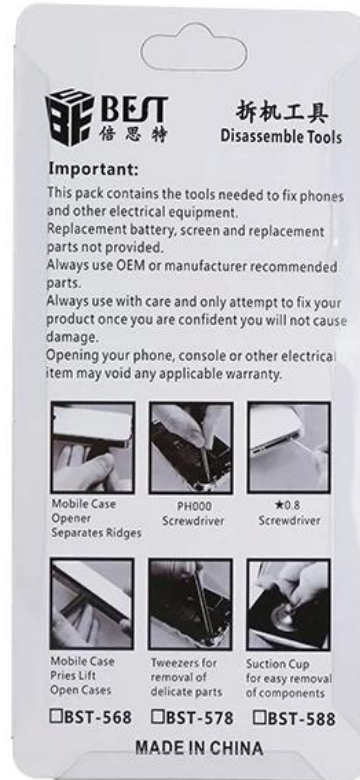 BEST
倍思特
拆机工具
Disassemble Tools
Important:
This pack contains the tools needed to fix phones
and other electrical equipment.
Replacement battery, screen and replacement
parts not provided.
Always use OEM or manufacturer recommended
parts.
Always use with care and only attempt to fix your
product once you are confident you will not cause
damage.
Opening your phone, console or other electrical
item may void any applicable warranty.
Mobile Case
Opener
Separates Ridges
PH000
Screwdriver
★0.8
Screwdriver
Mobile Case
Pries Lift
Open Cases
Tweezers for
removal of
delicate parts
Suction Cup
for easy removal
of components
□BST-568 □BST-578 □BST-588
MADE IN CHINA